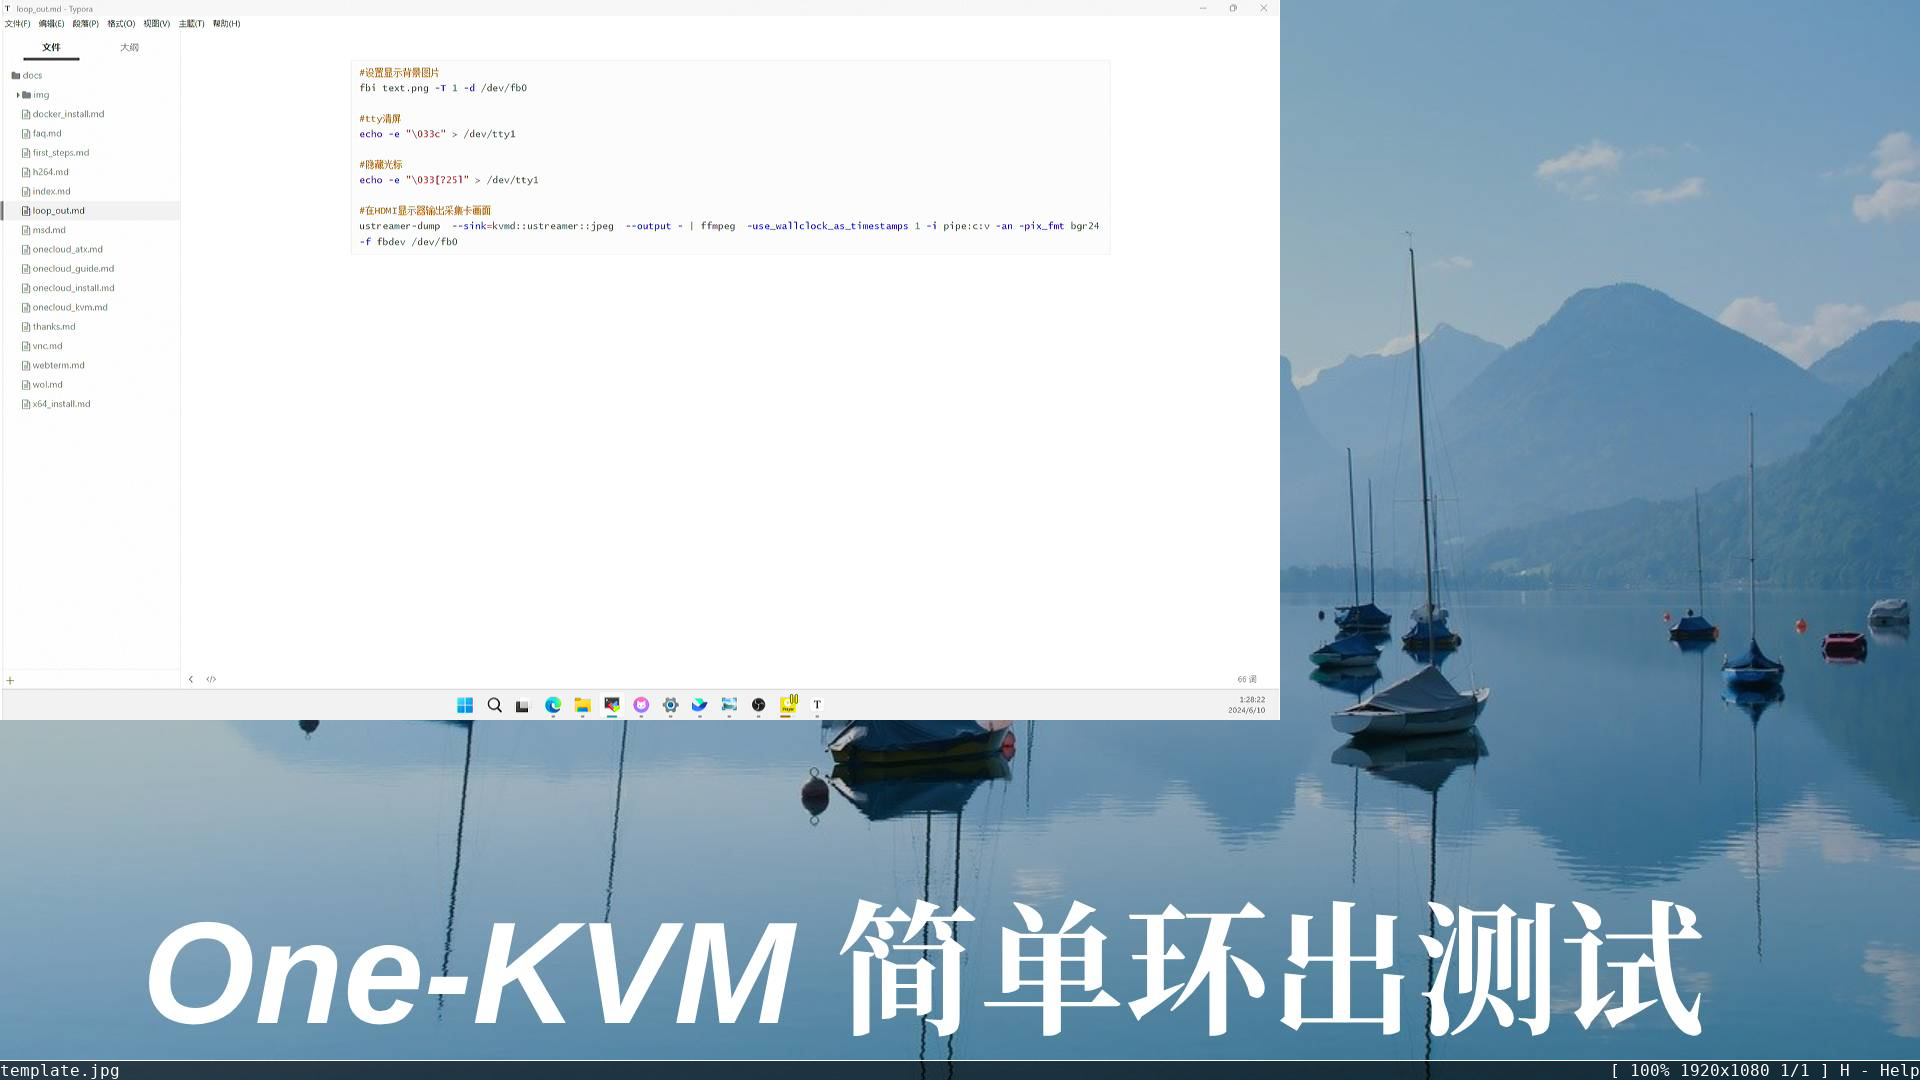 T loop_out.md - Typora
文件(F) 编辑(E) 段落(P) 格式(O) 视图(V) 主题(T) 帮助(H)
文件 大纲
docs
img
docker_install.md
faq.md
first_steps.md
h264.md
index.md
loop_out.md
msd.md
onecloud_atx.md
onecloud_guide.md
onecloud_install.md
onecloud_kvm.md
thanks.md
vnc.md
webterm.md
wol.md
x64_install.md
#设置显示背景图片
fbi text.png -T 1 -d /dev/fb0
#tty清屏
echo -e "\033c" > /dev/tty1
#隐藏光标
echo -e "\033[?25l" > /dev/tty1
#在HDMI显示器输出采集卡画面
ustreamer-dump --sink=kvmd::ustreamer::jpeg --output - | ffmpeg -use_wallclock_as_timestamps 1 -i pipe:c:v -an -pix_fmt bgr24
-f fbdev /dev/fb0
66 词
1:28:22
2024/6/10
One-KVM 简单环出测试
template.jpg [ 100% 1920x1080 1/1 ] H - Help